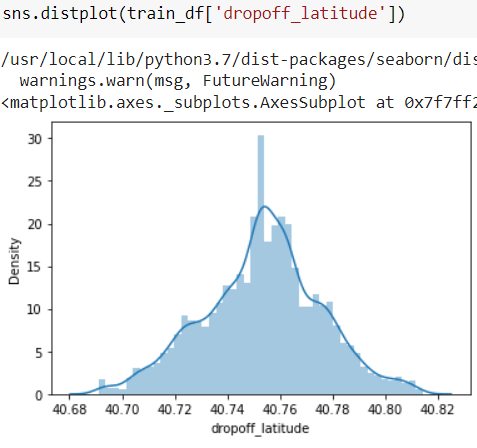 sns.distplot(train_df['dropoff_latitude'])
/usr/local/lib/python3.7/dist-packages/seaborn/dis
warnings.warn(msg, FutureWarning)
<matplotlib.axes._subplots.AxesSubplot at 0x7f7ff2
30
25
20
15
10
5
0
Density
40.68 40.70 40.72 40.74 40.76 40.78 40.80 40.82
dropoff_latitude